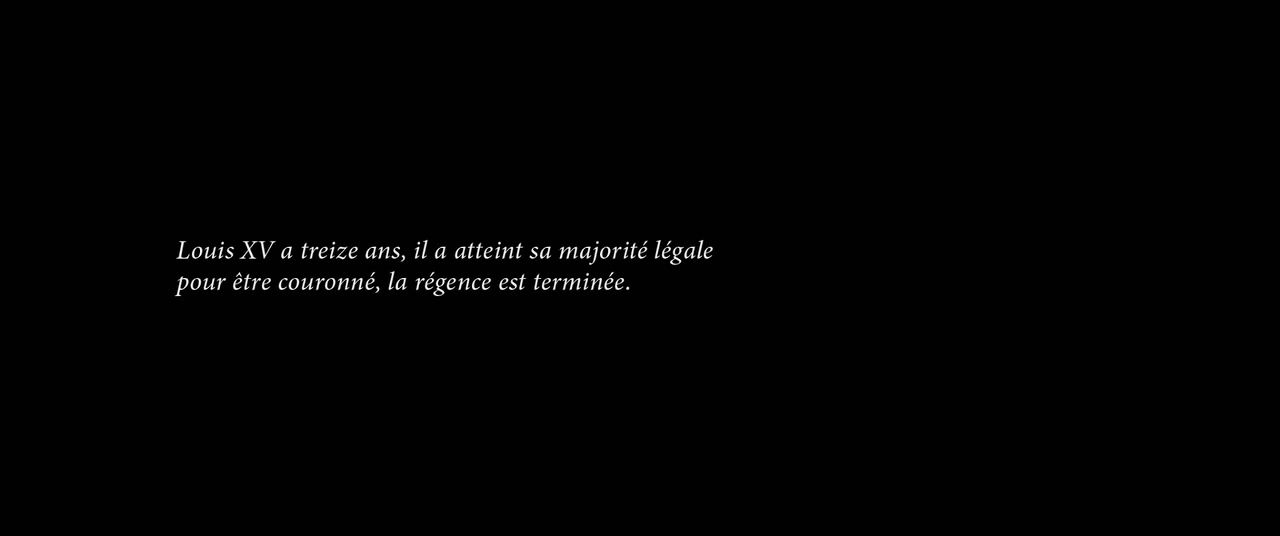 Louis XV a treize ans, il a atteint sa majorité légale
pour être couronné, la régence est terminée.